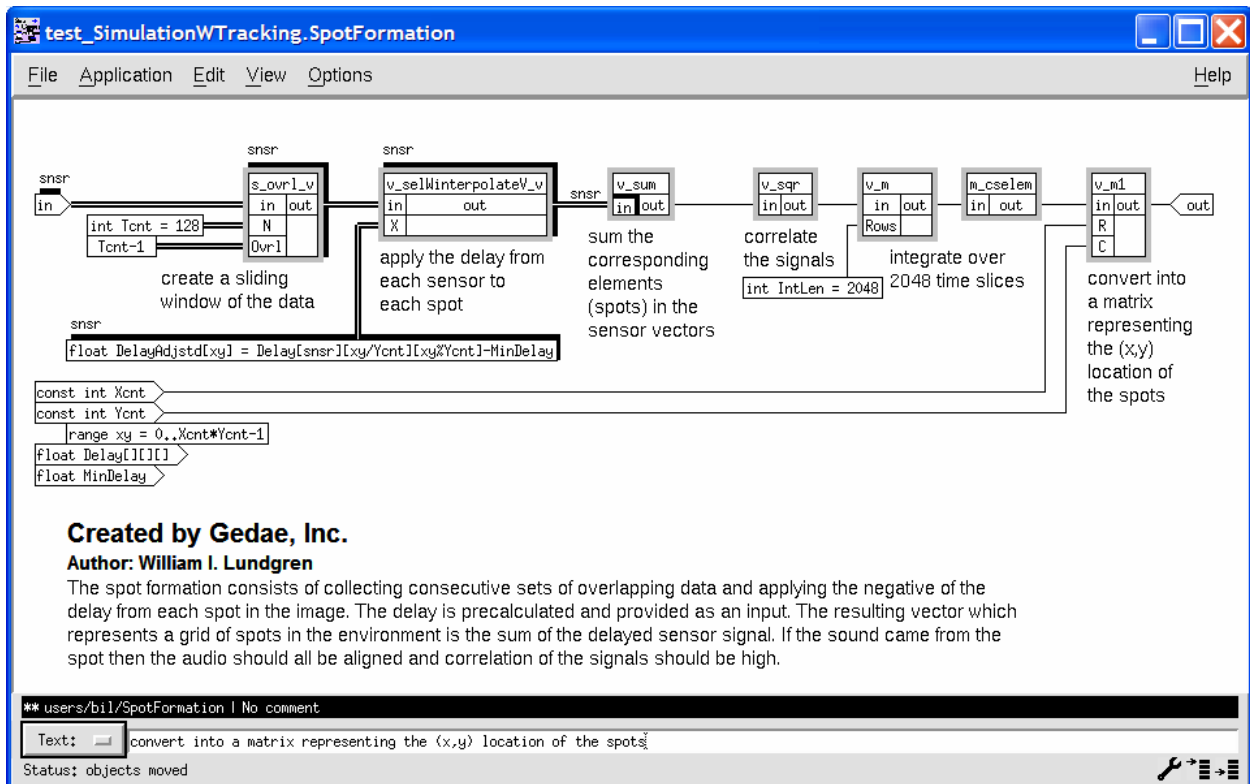 test_SimulationWTracking.SpotFormation
File Application Edit View Options Help
snsr
snsr
snsr
in
s_ovrl_v
in out
N
Ovrl
int Tcnt = 128
Tcnt-1
create a sliding
window of the data
v_selWinterpolateV_v
in out
X
apply the delay from
each sensor to
each spot
snsr
v_sum
in out
sum the
corresponding
elements
(spots) in the
sensor vectors
v_sqr
in out
correlate
the signals
int IntLen = 2048
v_m
in out
Rows
m_cselem
in out
integrate over
2048 time slices
v_m1
in out
R
C
convert into
a matrix
representing
the (x,y)
location of
the spots
out
snsr
float DelayAdjstd[xy] = Delay[snsr][xy/Ycnt][xy%Ycnt]-MinDelay
const int Xcnt
const int Ycnt
range xy = 0..Xcnt*Ycnt-1
float Delay[][][]
float MinDelay
Created by Gedae, Inc.
Author: William I. Lundgren
The spot formation consists of collecting consecutive sets of overlapping data and applying the negative of the
delay from each spot in the image. The delay is precalculated and provided as an input. The resulting vector which
represents a grid of spots in the environment is the sum of the delayed sensor signal. If the sound came from the
spot then the audio should all be aligned and correlation of the signals should be high.
** users/bil/SpotFormation | No comment
Text: convert into a matrix representing the (x,y) location of the spots
Status: objects moved